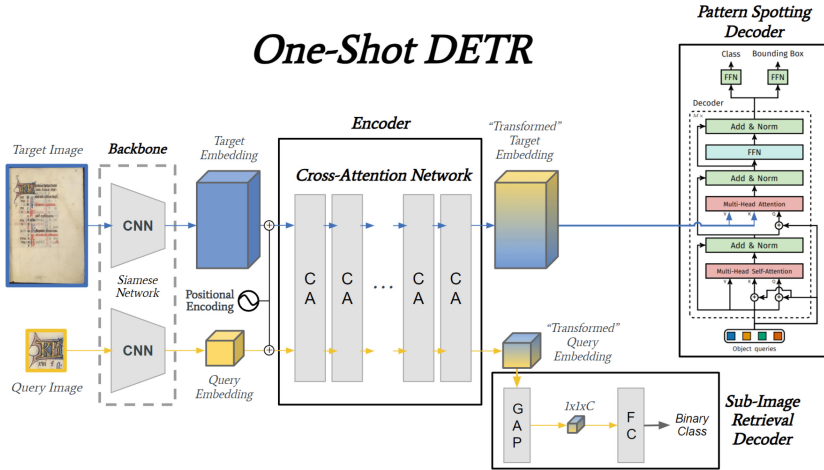 One-Shot DETR
Pattern Spotting
Decoder
Class
Bounding Box
FFN
FFN
Decoder
Add & Norm
FFN
Add & Norm
Multi-Head Attention
V
K
Q
Add & Norm
Multi-Head Self-Attention
V
K
Q
Object queries
Target Image
Backbone
CNN
Siamese
Network
CNN
Query Image
Target
Embedding
Positional
Encoding
Query
Embedding
Encoder
Cross-Attention Network
C
A
C
A
...
C
A
C
A
“Transformed”
Target
Embedding
“Transformed”
Query
Embedding
G
A
P
1x1xC
F
C
Binary
Class
Sub-Image
Retrieval
Decoder